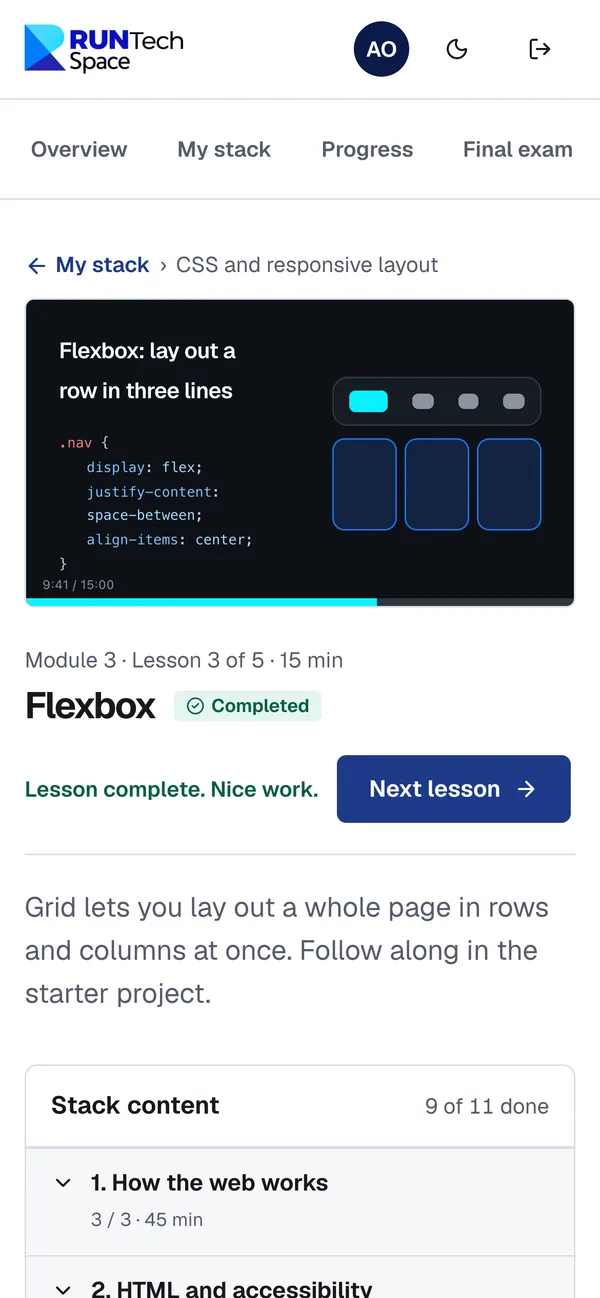 RUNTech
Space
AO
Overview My stack Progress Final exam
← My stack › CSS and responsive layout
Flexbox: lay out a
row in three lines
.nav {
display: flex;
justify-content:
space-between;
align-items: center;
}
9:41 / 15:00
Module 3 · Lesson 3 of 5 · 15 min
Flexbox Completed
Lesson complete. Nice work. Next lesson →
Grid lets you lay out a whole page in rows
and columns at once. Follow along in the
starter project.
Stack content 9 of 11 done
1. How the web works
3 / 3 · 45 min
2. HTML and accessibility